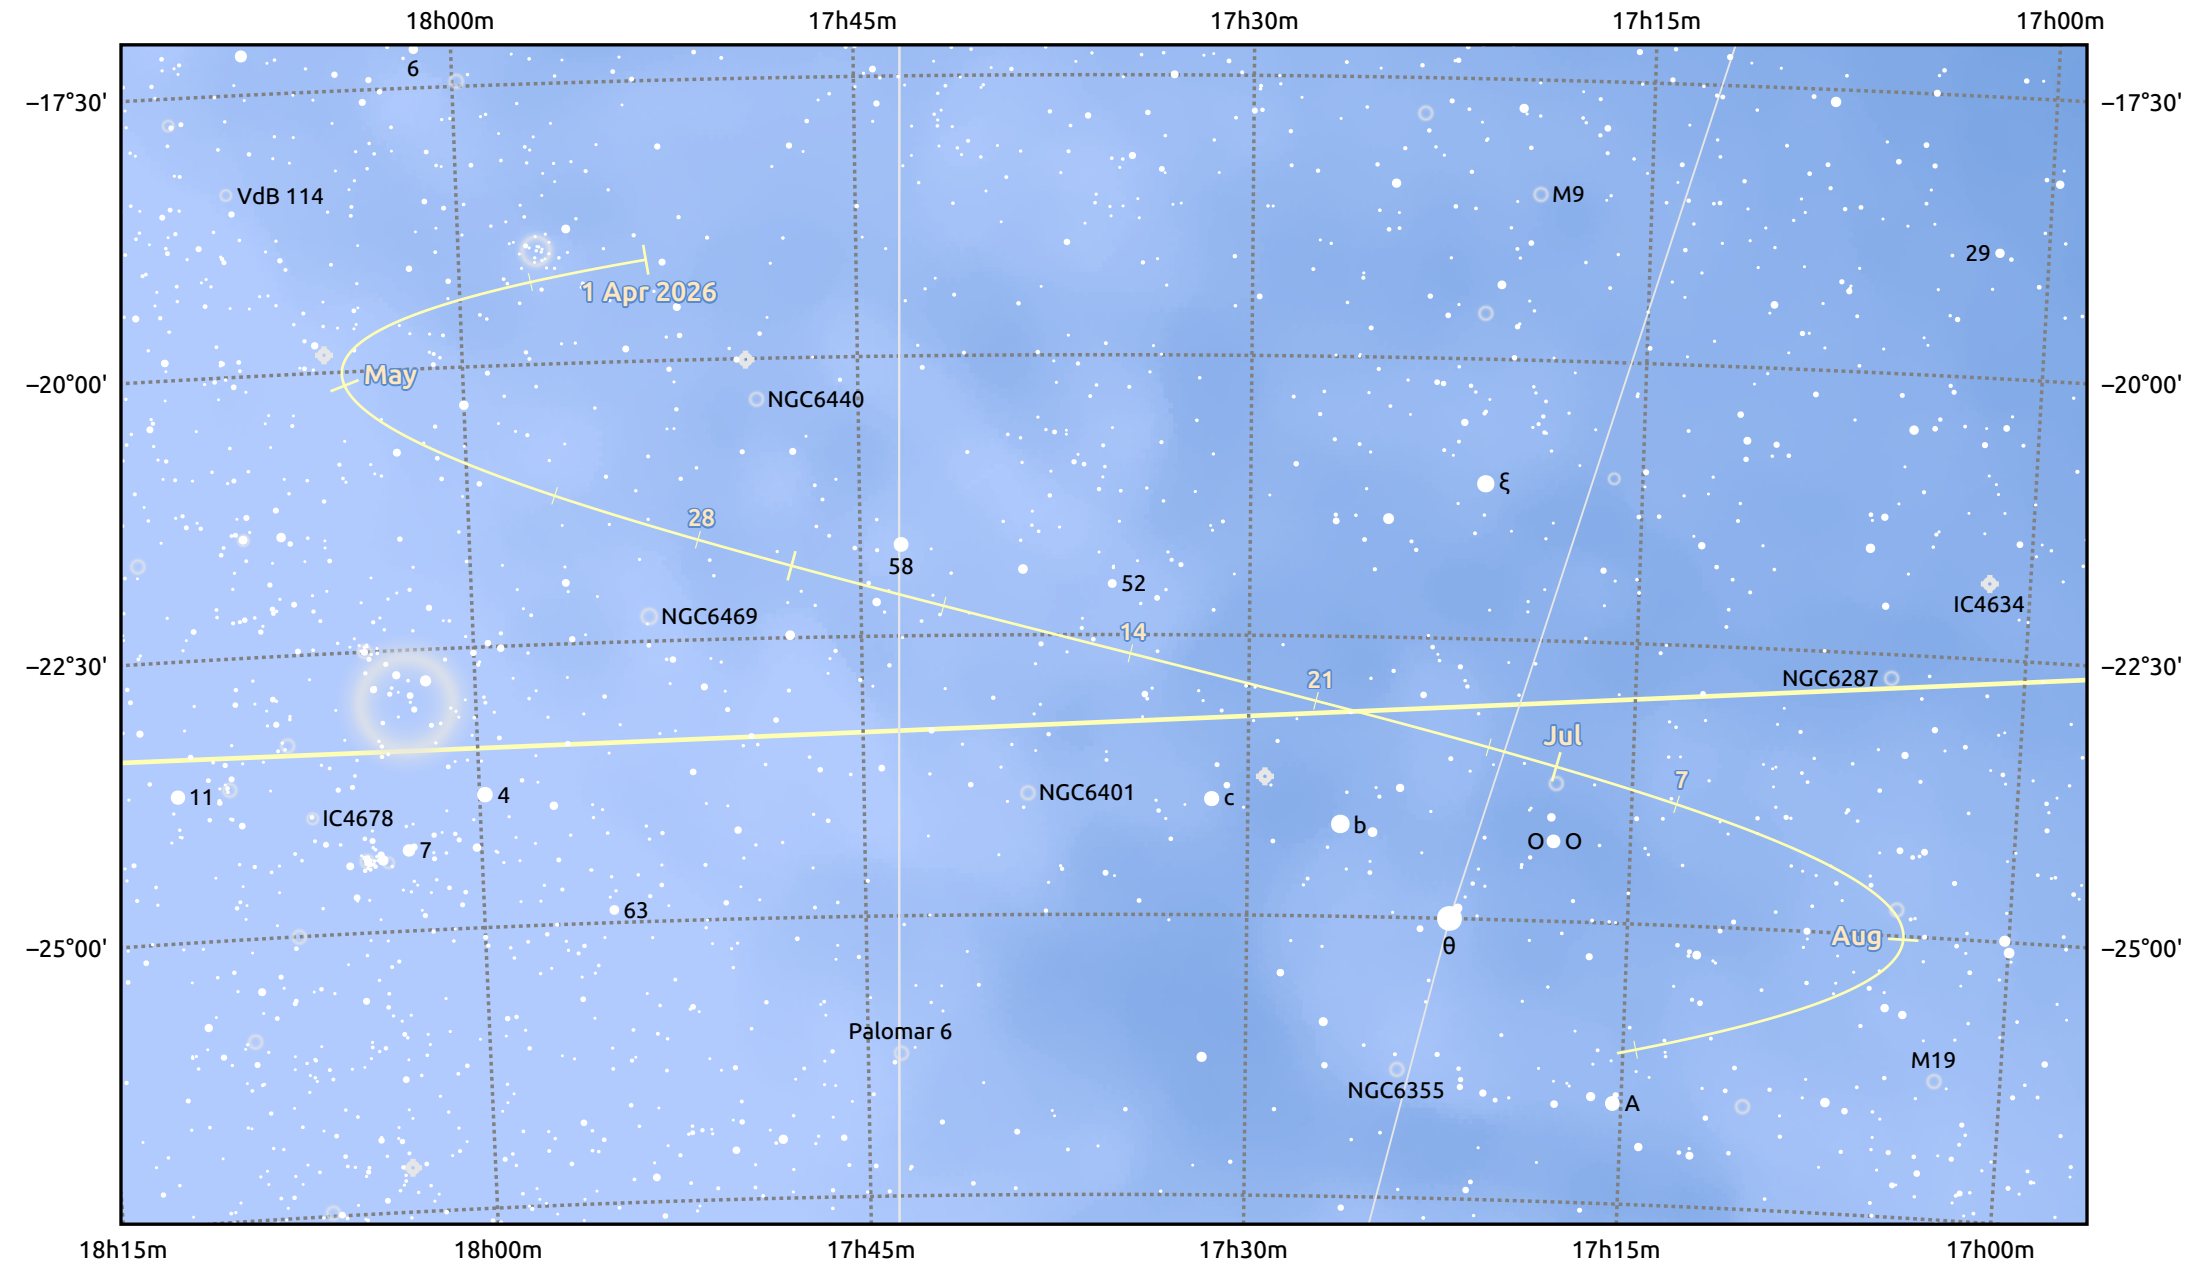 18h00m 17h45m 17h30m 17h15m 17h00m
6
−17°30' −17°30'
VdB 114 M9
29
1 Apr 2026
May
−20°00' −20°00'
NGC6440
ξ
28
58
52
14
IC4634
NGC6469
−22°30' −22°30'
21 NGC6287
Jul
7
11 4 NGC6401 c
IC4678 b
7 O O
63
Aug
θ
−25°00' −25°00'
Palomar 6
M19
NGC6355
A
18h15m 18h00m 17h45m 17h30m 17h15m 17h00m